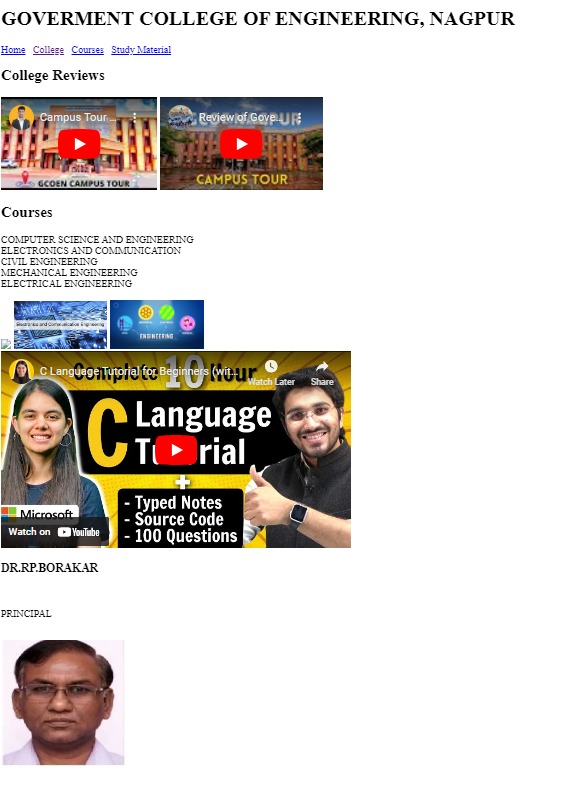 GOVERMENT COLLEGE OF ENGINEERING, NAGPUR
Home College Courses Study Material
College Reviews
Campus Tour ...
GCOEN CAMPUS TOUR
Review of Gove...
CAMPUS TOUR
Courses
COMPUTER SCIENCE AND ENGINEERING
ELECTRONICS AND COMMUNICATION
CIVIL ENGINEERING
MECHANICAL ENGINEERING
ELECTRICAL ENGINEERING
Electronics and Communication Engineering
ENGINEERING
C Language Tutorial for Beginners (wit...
Complete 10 Hour
Watch Later Share
C Language
+
Microsoft
- Typed Notes
- Source Code
- 100 Questions
Watch on YouTube
DR.RP.BORAKAR
PRINCIPAL